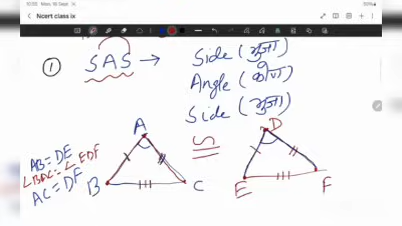 Ncert class ix
① SAS → Side (भुजा)
Angle (कोण)
Side (भुजा)
A
B
C
≅
D
E
F
AB = DE
∠BAC = ∠EDF
AC = DF